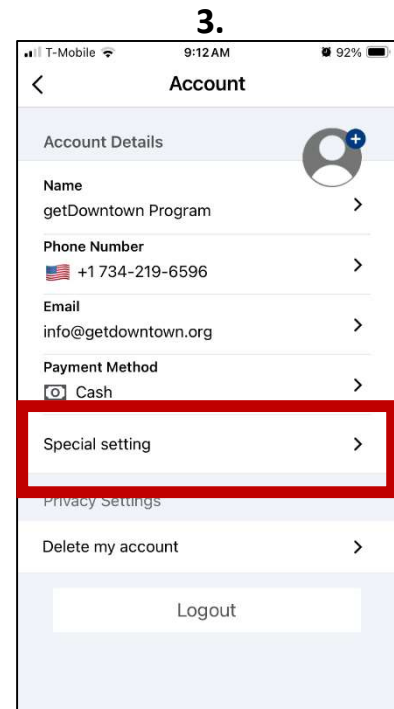 3.
T-Mobile 9:12 AM 92%
Account
Account Details
Name
getDowntown Program
Phone Number
+1 734-219-6596
Email
info@getdowntown.org
Payment Method
Cash
Special setting
Privacy Settings
Delete my account
Logout